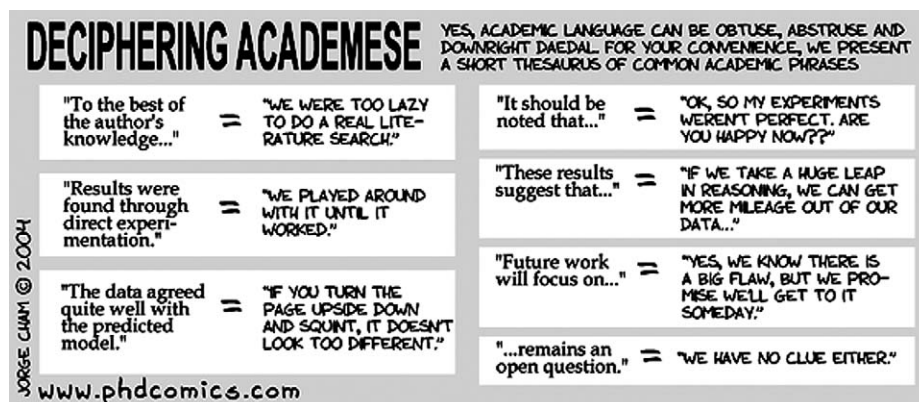 DECIPHERING ACADEMESE
YES, ACADEMIC LANGUAGE CAN BE OBTUSE, ABSTRUSE AND
DOWNRIGHT DAEDAL. FOR YOUR CONVENIENCE, WE PRESENT
A SHORT THESAURUS OF COMMON ACADEMIC PHRASES
"To the best of
the author's
knowledge..."
=
"WE WERE TOO LAZY
TO DO A REAL LITE-
RATURE SEARCH."
"Results were
found through
direct experi-
mentation."
=
"WE PLAYED AROUND
WITH IT UNTIL IT
WORKED."
"The data agreed
quite well with
the predicted
model."
=
"IF YOU TURN THE
PAGE UPSIDE DOWN
AND SQUINT, IT DOESN'T
LOOK TOO DIFFERENT."
"It should be
noted that..."
=
"OK, SO MY EXPERIMENTS
WEREN'T PERFECT. ARE
YOU HAPPY NOW??"
"These results
suggest that..."
=
"IF WE TAKE A HUGE LEAP
IN REASONING, WE CAN GET
MORE MILEAGE OUT OF OUR
DATA..."
"Future work
will focus on..."
=
"YES, WE KNOW THERE IS
A BIG FLAW, BUT WE PRO-
MISE WE'LL GET TO IT
SOMEDAY."
"...remains an
open question."
=
"WE HAVE NO CLUE EITHER."
JORGE CHAM © 2004
www.phdcomics.com